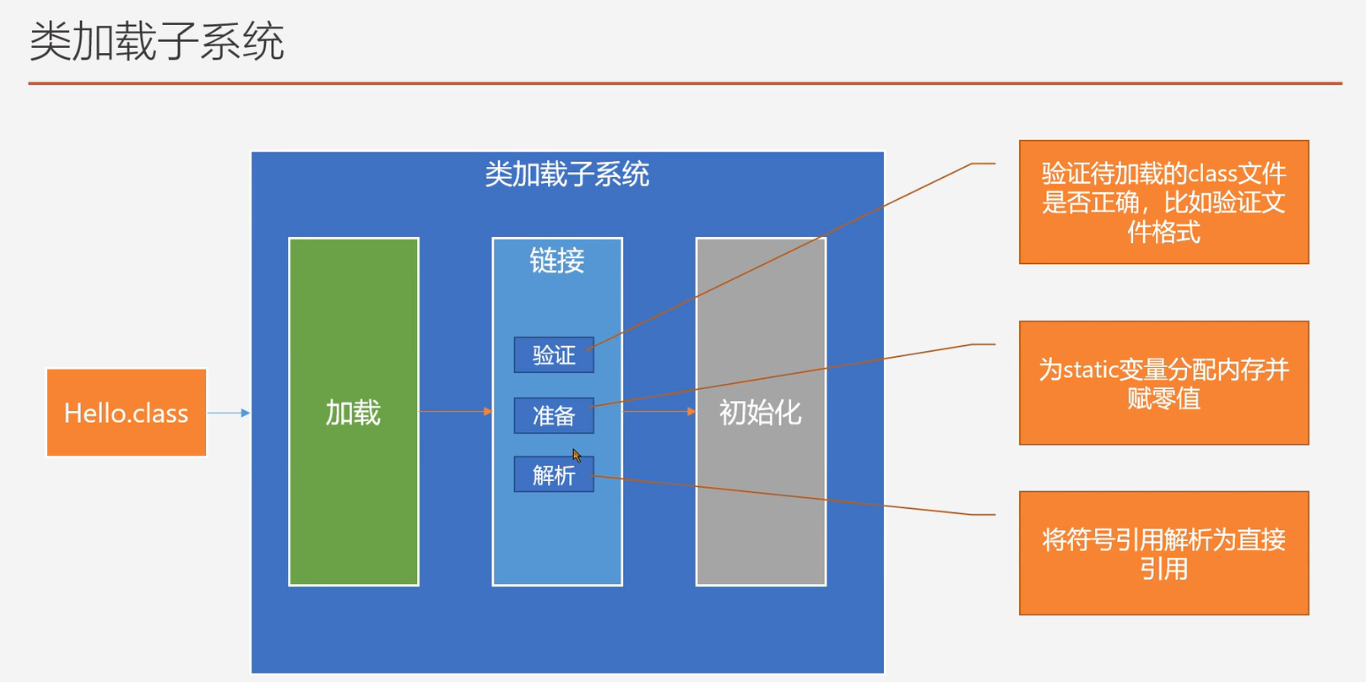 类加载子系统
类加载子系统
Hello.class
加载
链接
验证
准备
解析
初始化
验证待加载的class文件
是否正确，比如验证文
件格式
为static变量分配内存并
赋零值
将符号引用解析为直接
引用